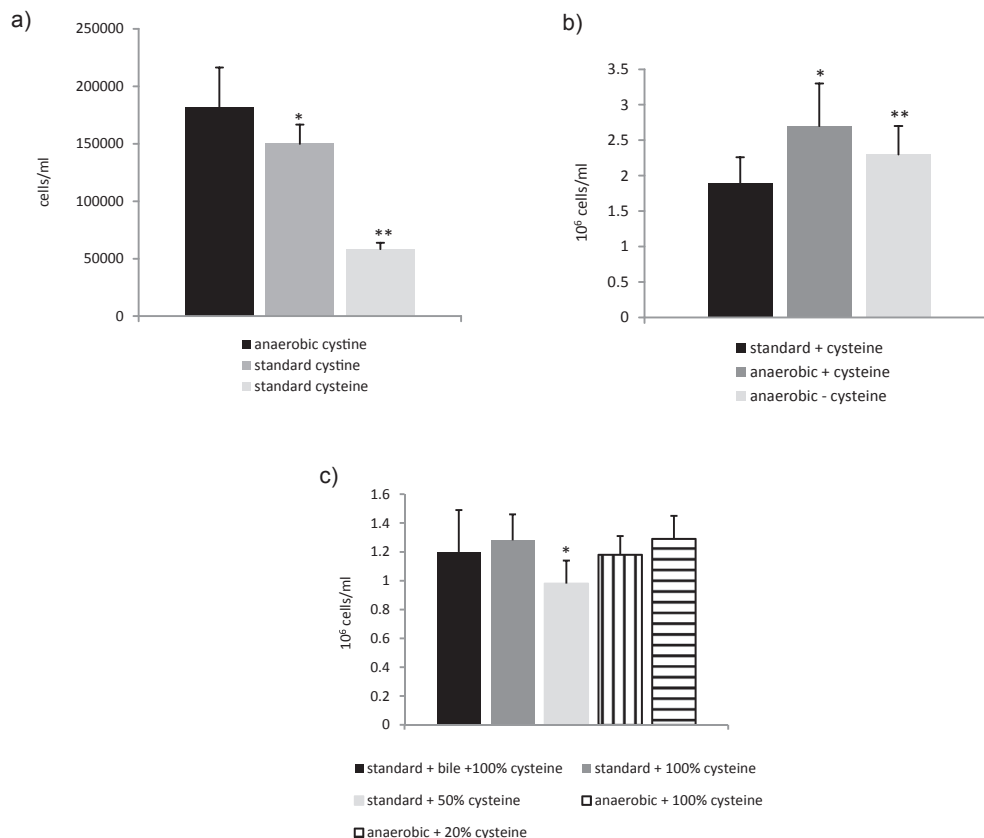 a)
250000
200000
150000
100000
50000
0
cells/ml
*
**
anaerobic cystine
standard cystine
standard cysteine
b)
3.5
3
2.5
2
1.5
1
0.5
0
10⁶ cells/ml
*
**
standard + cysteine
anaerobic + cysteine
anaerobic - cysteine
c)
1.6
1.4
1.2
1
0.8
0.6
0.4
0.2
0
10⁶ cells/ml
*
standard + bile +100% cysteine
standard + 100% cysteine
standard + 50% cysteine
anaerobic + 100% cysteine
anaerobic + 20% cysteine